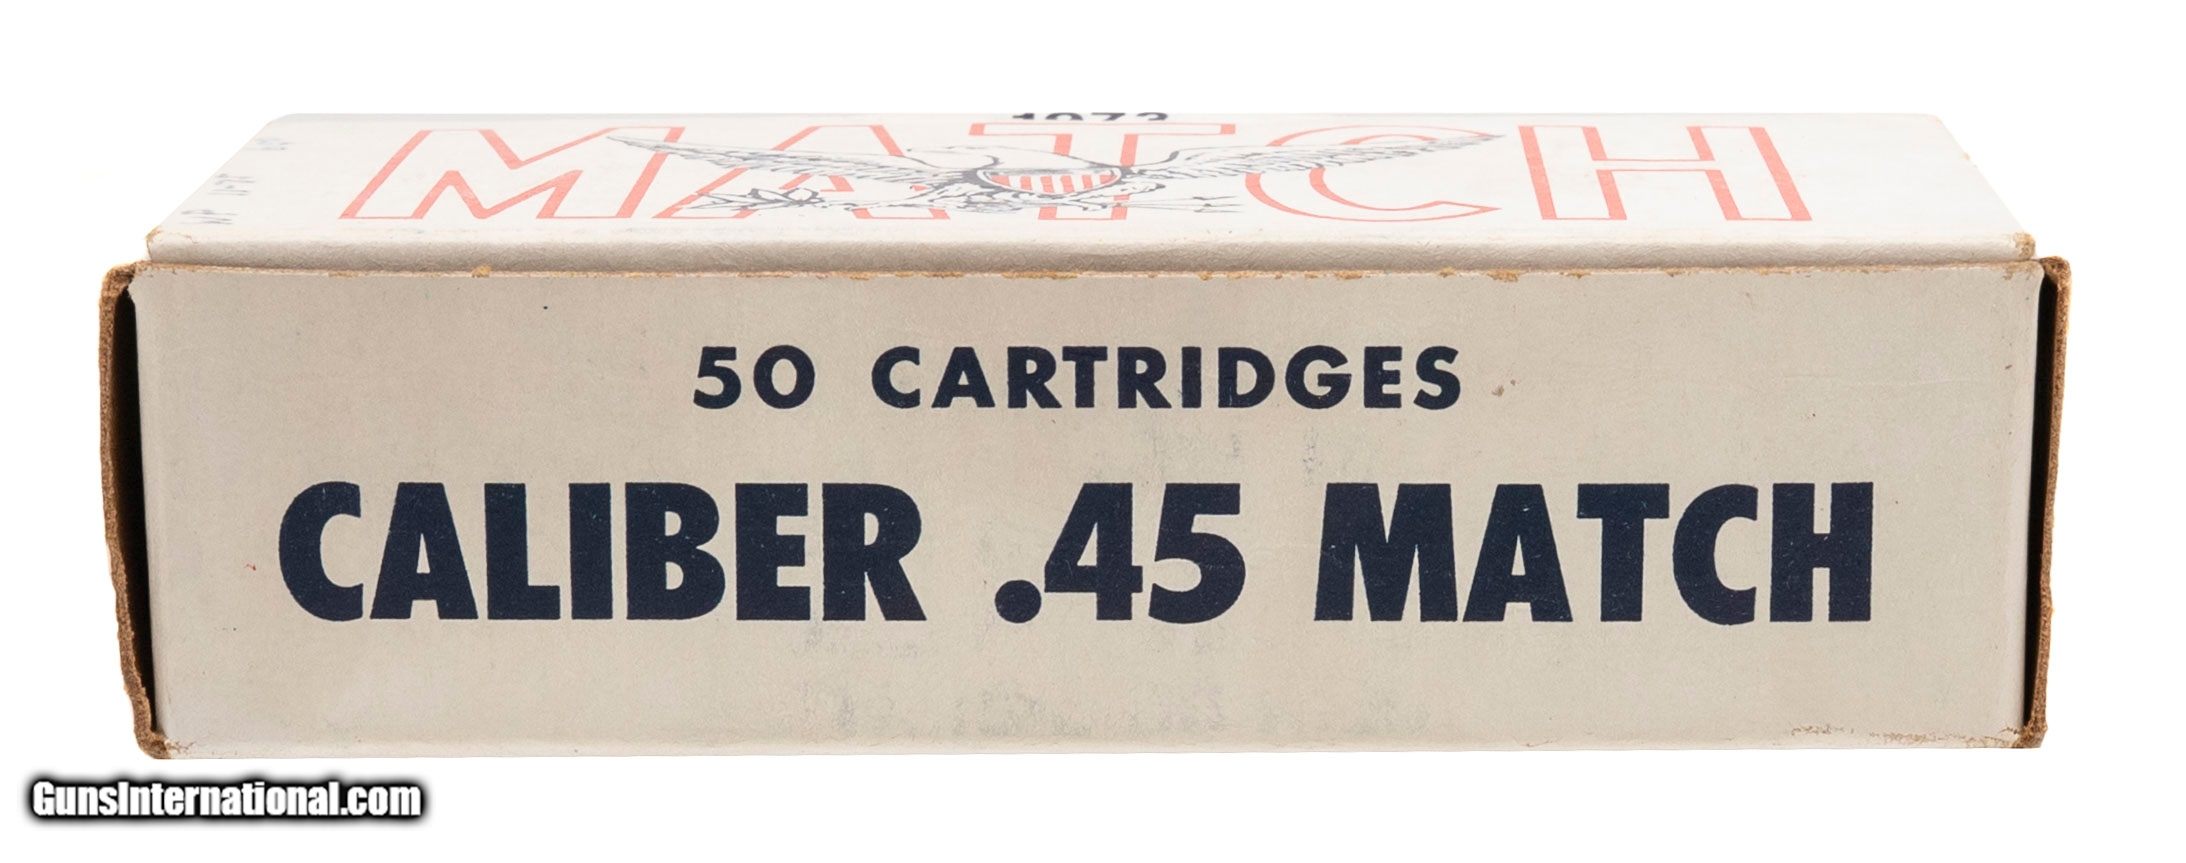 MATCH
50 CARTRIDGES
CALIBER .45 MATCH
GunsInternational.com